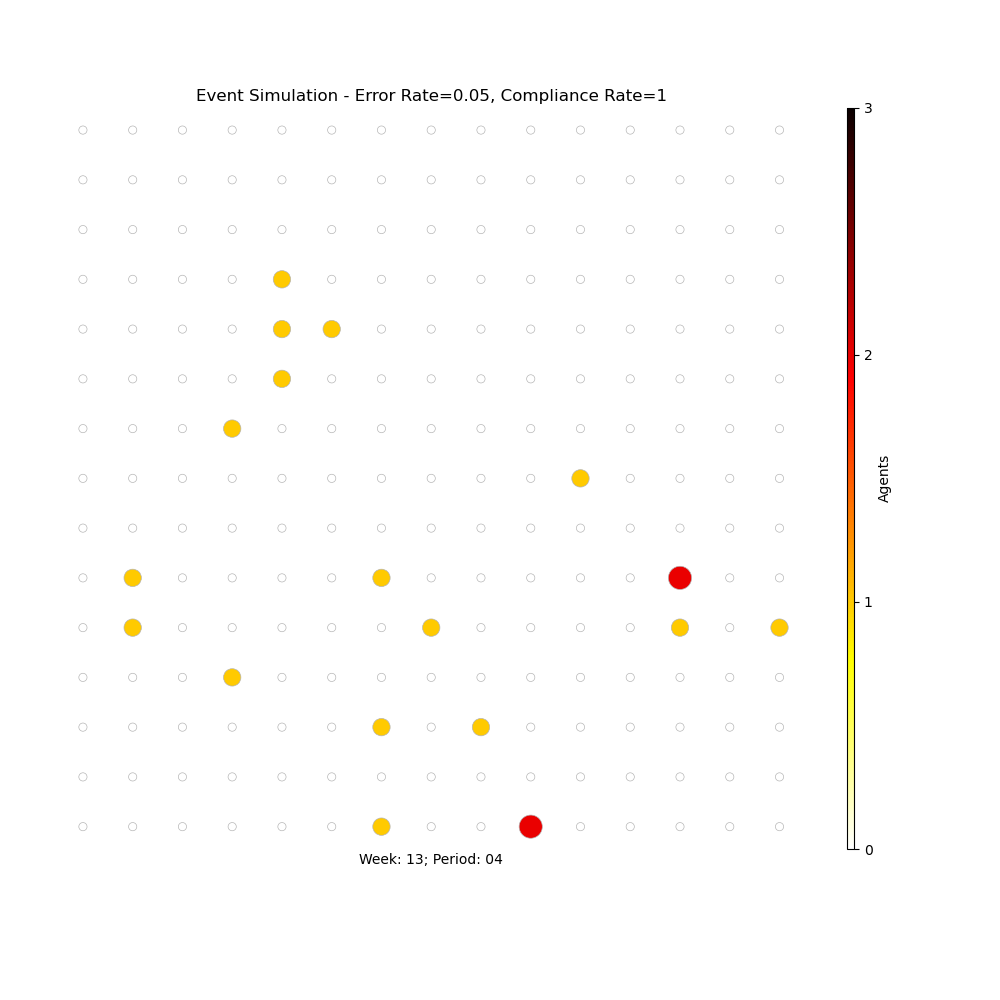 Event Simulation - Error Rate=0.05, Compliance Rate=1
3
2
Agents
1
0
Week: 13; Period: 04